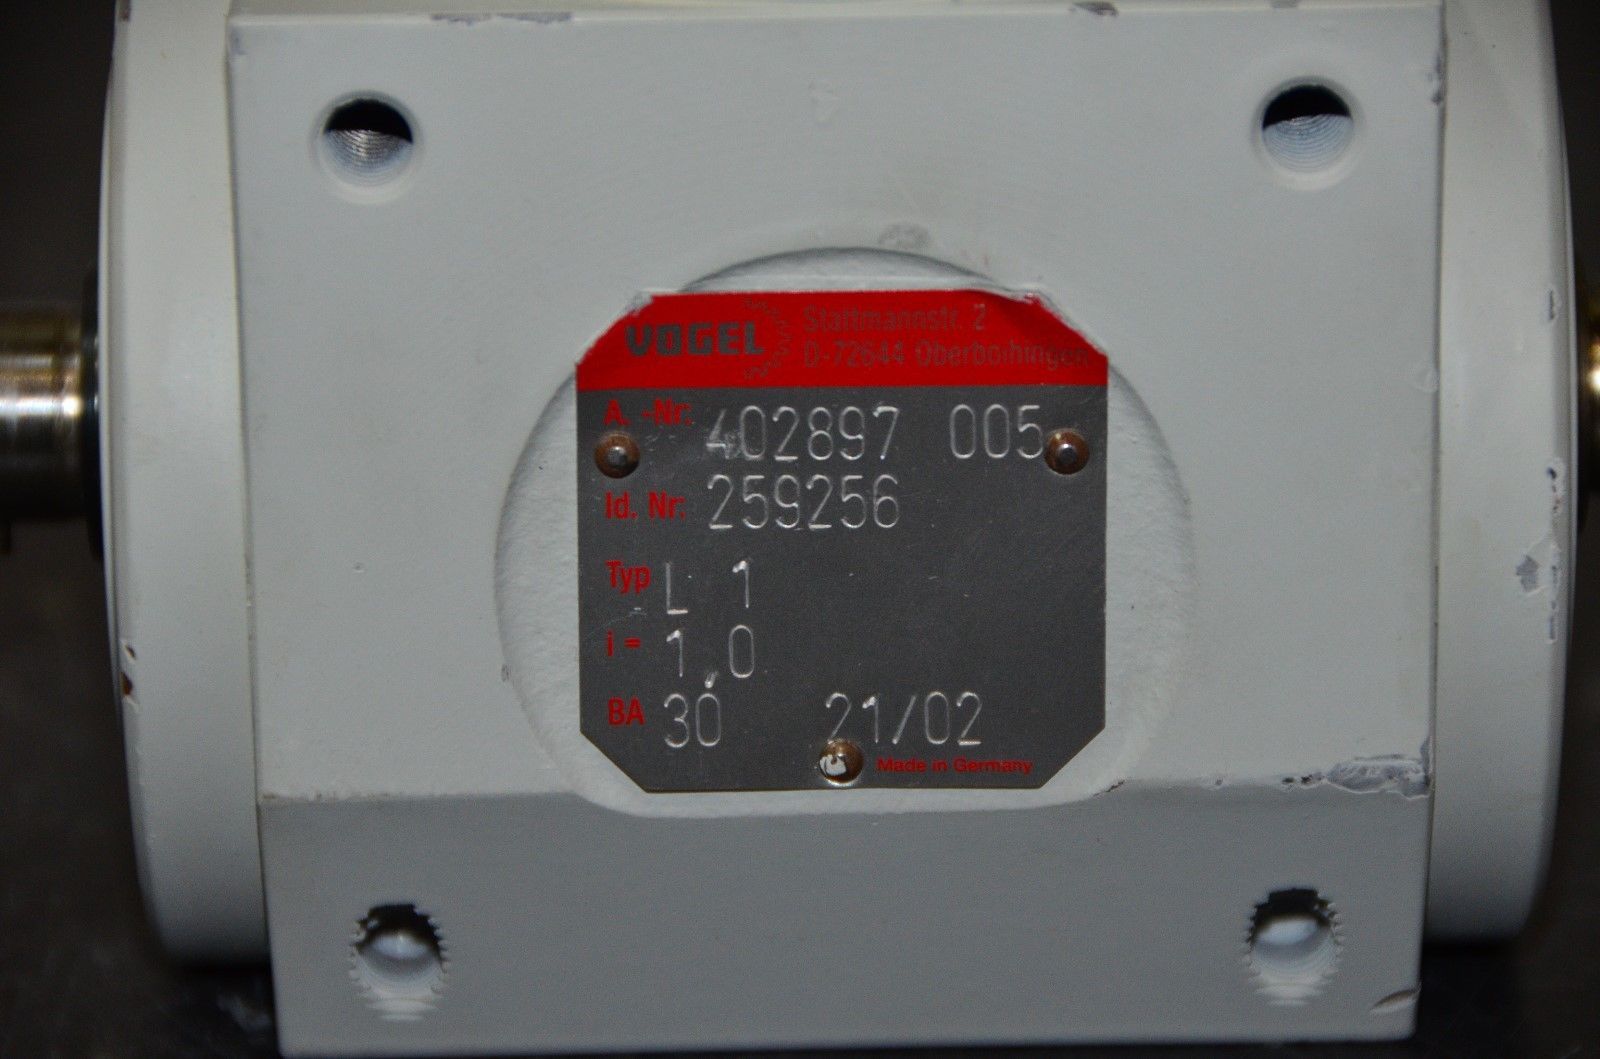 VOGEL
Stattmannstr. 2
D-72644 Oberboihingen
A. -Nr: 402897 005
Id. Nr: 259256
Typ L 1
i = 1,0
BA 30 21/02
Made in Germany